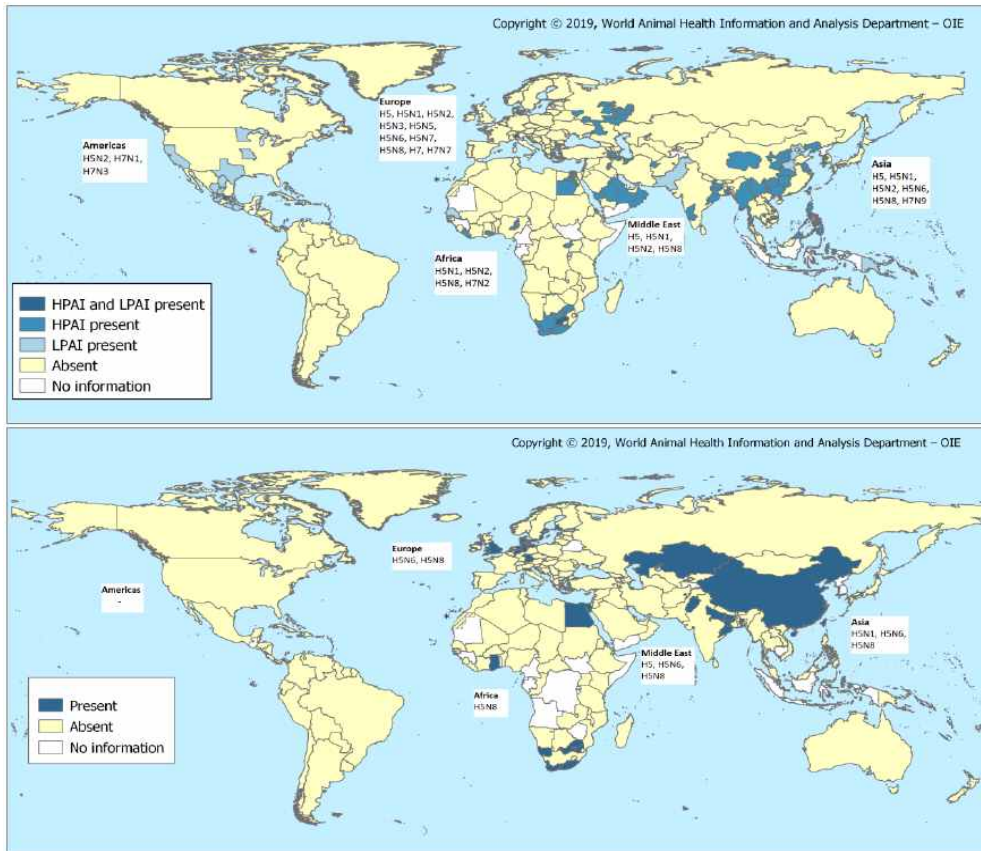 Copyright © 2019, World Animal Health Information and Analysis Department – OIE
Europe
H5, H5N1, H5N2,
H5N3, H5N5,
H5N6, H5N7,
H5N8, H7, H7N7
Americas
H5N2, H7N1,
H7N3
Asia
H5, H5N1,
H5N2, H5N6,
H5N8, H7N9
Middle East
H5, H5N1,
H5N2, H5N8
Africa
H5N1, H5N2,
H5N8, H7N2
HPAI and LPAI present
HPAI present
LPAI present
Absent
No information
Copyright © 2019, World Animal Health Information and Analysis Department – OIE
Europe
H5N6, H5N8
Americas
-
Asia
H5N1, H5N6,
H5N8
Middle East
H5, H5N6,
H5N8
Africa
H5N8
Present
Absent
No information